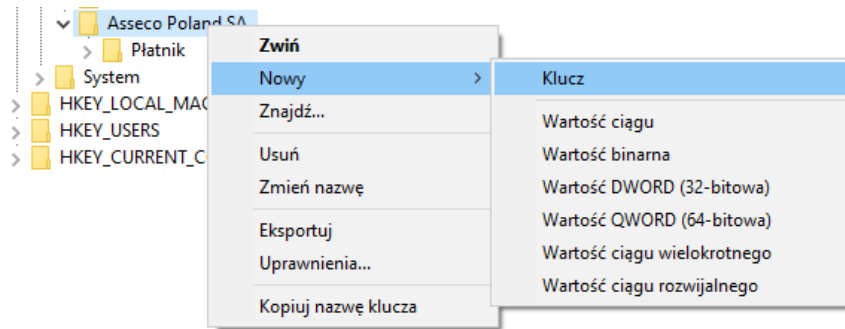 Asseco Poland SA
Płatnik
System
HKEY_LOCAL_MAC
HKEY_USERS
HKEY_CURRENT_C
Zwiń
Nowy
Znajdź...
Usuń
Zmień nazwę
Eksportuj
Uprawnienia...
Kopiuj nazwę klucza
Klucz
Wartość ciągu
Wartość binarna
Wartość DWORD (32-bitowa)
Wartość QWORD (64-bitowa)
Wartość ciągu wielokrotnego
Wartość ciągu rozwijalnego